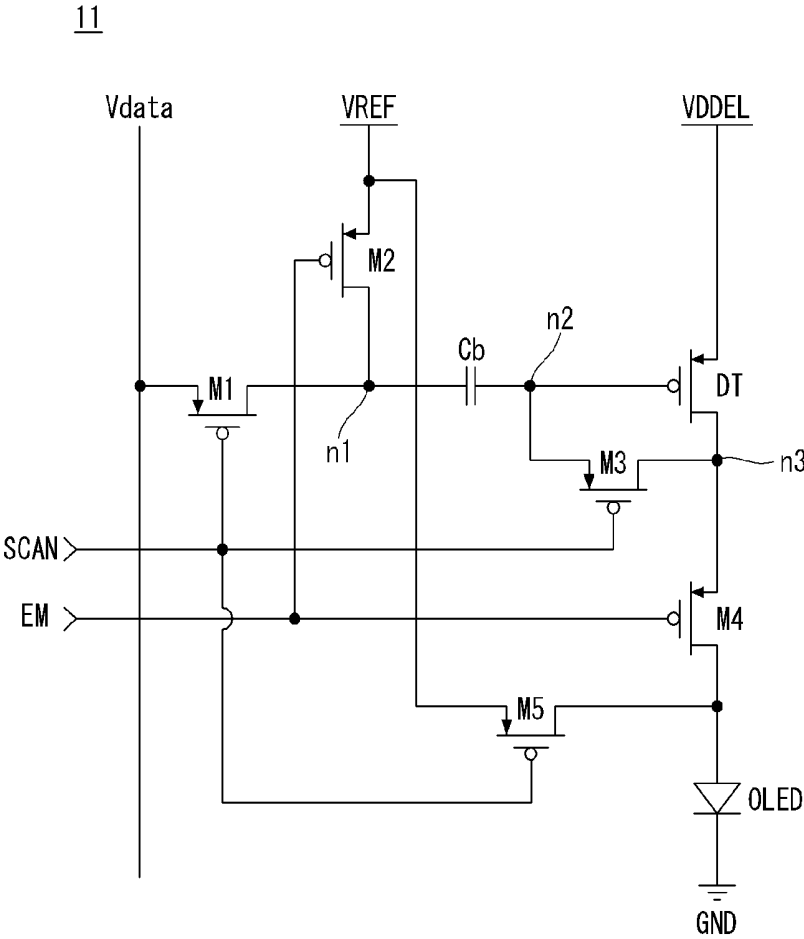 11
Vdata
VREF
VDDEL
M2
n2
Cb
M1
DT
n1
M3
n3
SCAN
EM
M4
M5
OLED
GND